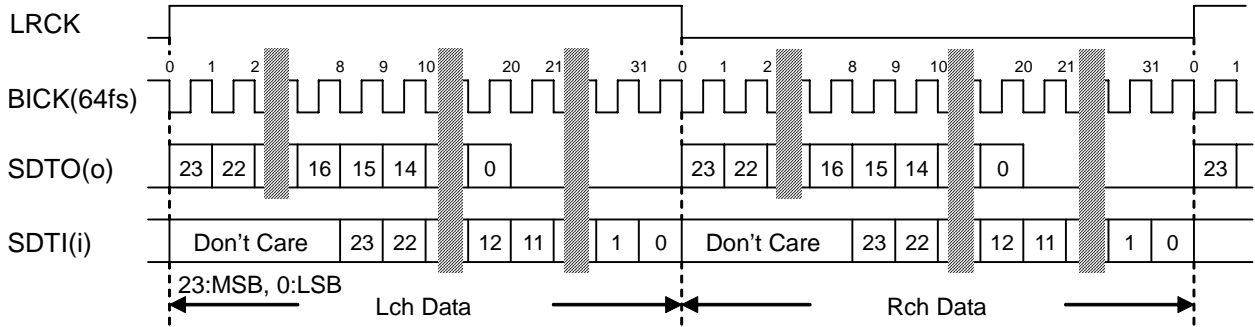 LRCK
0 1 2 8 9 10 20 21 31 0 1 2 8 9 10 20 21 31 0 1
BICK(64fs)
SDTO(o) 23 22 16 15 14 0 23 22 16 15 14 0 23
SDTI(i) Don't Care 23 22 12 11 1 0 Don't Care 23 22 12 11 1 0
23:MSB, 0:LSB
Lch Data Rch Data